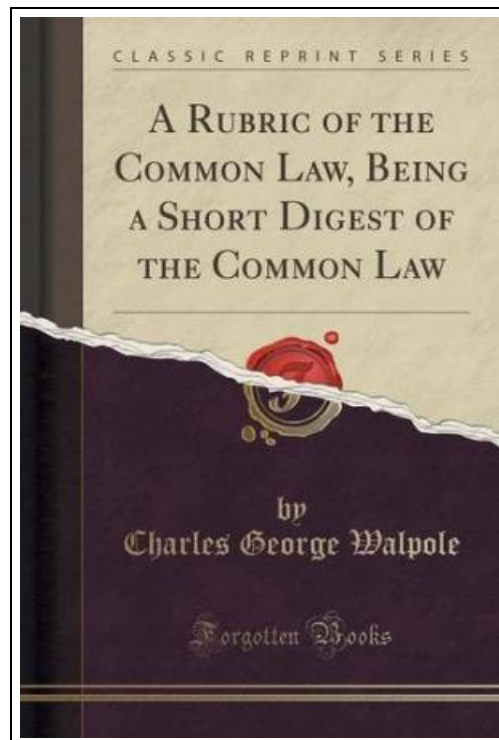 CLASSIC REPRINT SERIES
A RUBRIC OF THE
COMMON LAW, BEING
A SHORT DIGEST OF
THE COMMON LAW
F
by
Charles George Walpole
Forgotten Books